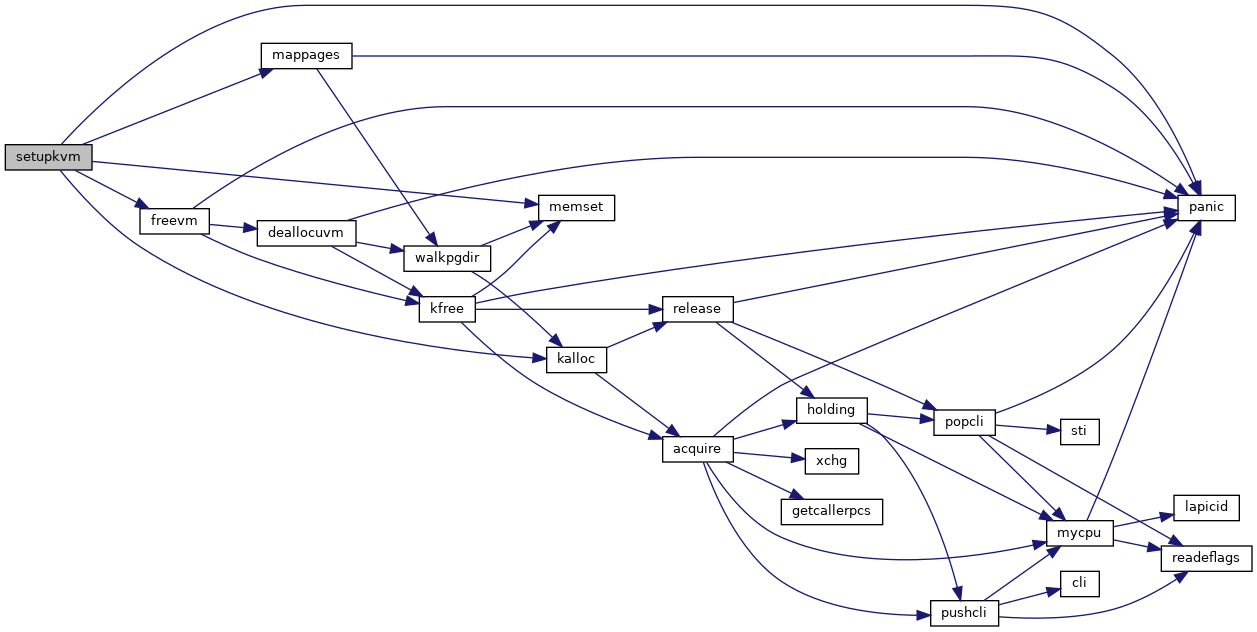 mappages
setupkvm
memset
panic
freevm
deallocuvm
walkpgdir
kfree
release
kalloc
holding
popcli
sti
acquire
xchg
getcallerpcs
lapicid
mycpu
readeflags
cli
pushcli